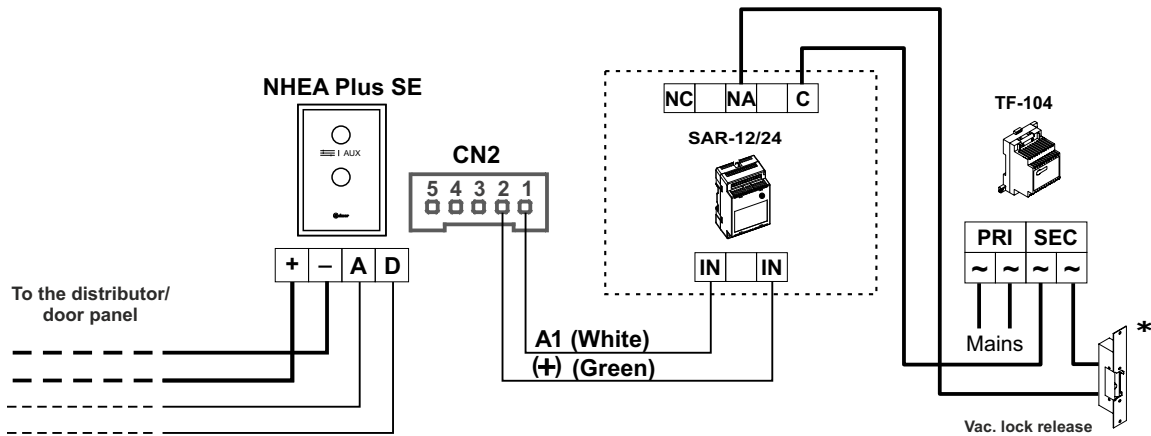 NHEA Plus SE
AUX
+ – A D
To the distributor/
door panel
CN2
5 4 3 2 1
A1 (White)
(+) (Green)
NC NA C
SAR-12/24
IN IN
TF-104
PRI SEC
~ ~ ~ ~
Mains
*
Vac. lock release